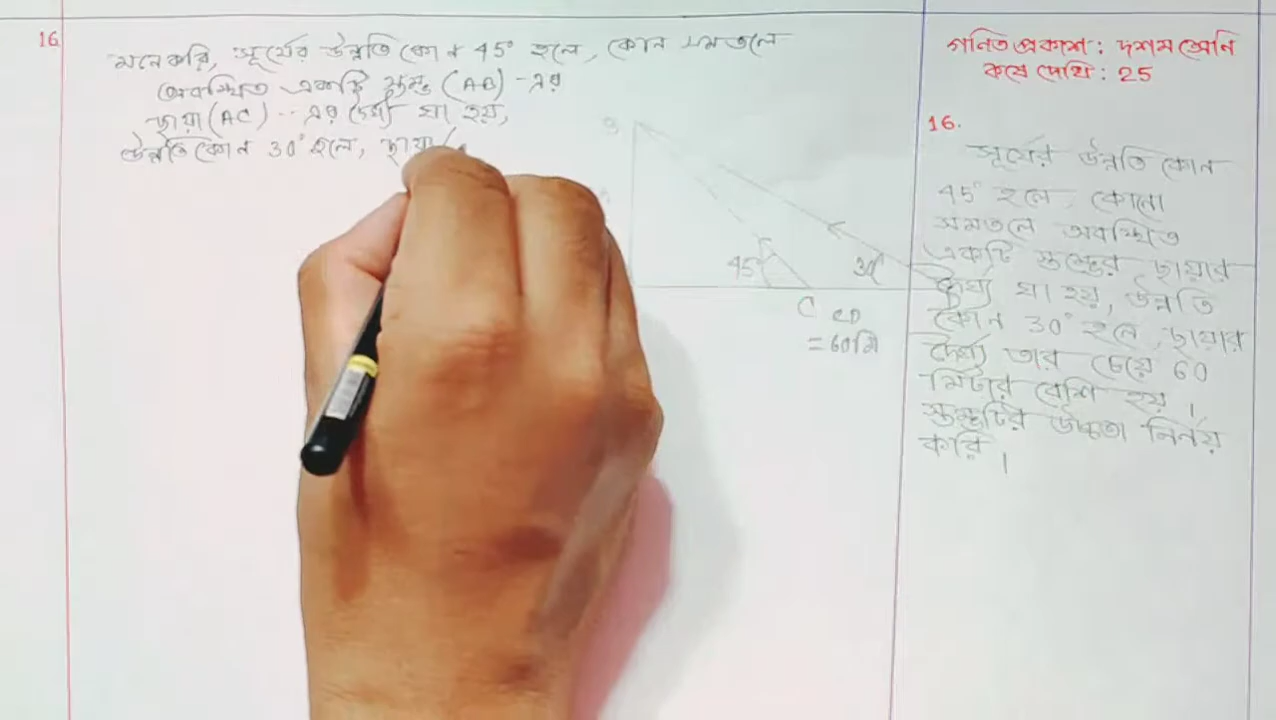 16
মনেকরি, সূর্যের উন্নতি কোন 45° হলে, কোন সমতলে
অবস্থিত একটি স্তম্ভ (AB) -এর
ছায়া (AC) -- এর দৈর্ঘ্য যা হয়,
উন্নতি কোন 30° হলে, ছায়া (
B
45°
30
C
CD
= 60মি
গনিত প্রকাশ : দশম শ্রেনি
কষে দেখি : 25
16.
সূর্যের উন্নতি কোন
45° হলে, কোনো
সমতলে অবস্থিত
একটি স্তম্ভের ছায়ার
দৈর্ঘ্য যা হয়, উন্নতি
কোন 30° হলে, ছায়ার
দৈর্ঘ্য তার চেয়ে 60
মিটার বেশি হয় ।
স্তম্ভটির উচ্চতা নির্ণয়
করি ।